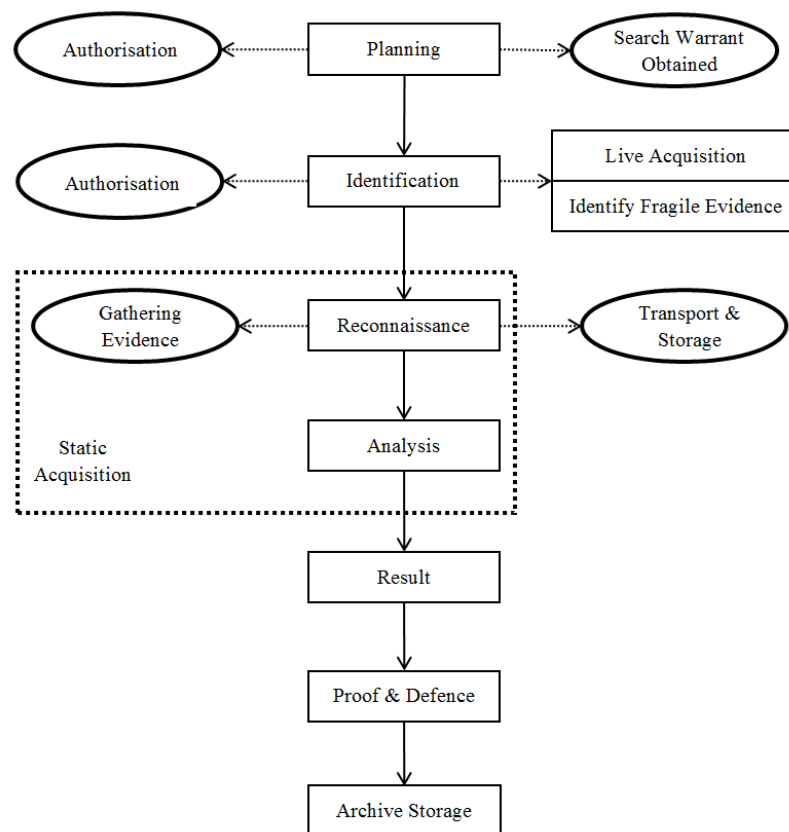 Authorisation
Planning
Search Warrant
Obtained
Authorisation
Identification
Live Acquisition
Identify Fragile Evidence
Gathering
Evidence
Reconnaissance
Transport &
Storage
Static
Acquisition
Analysis
Result
Proof & Defence
Archive Storage